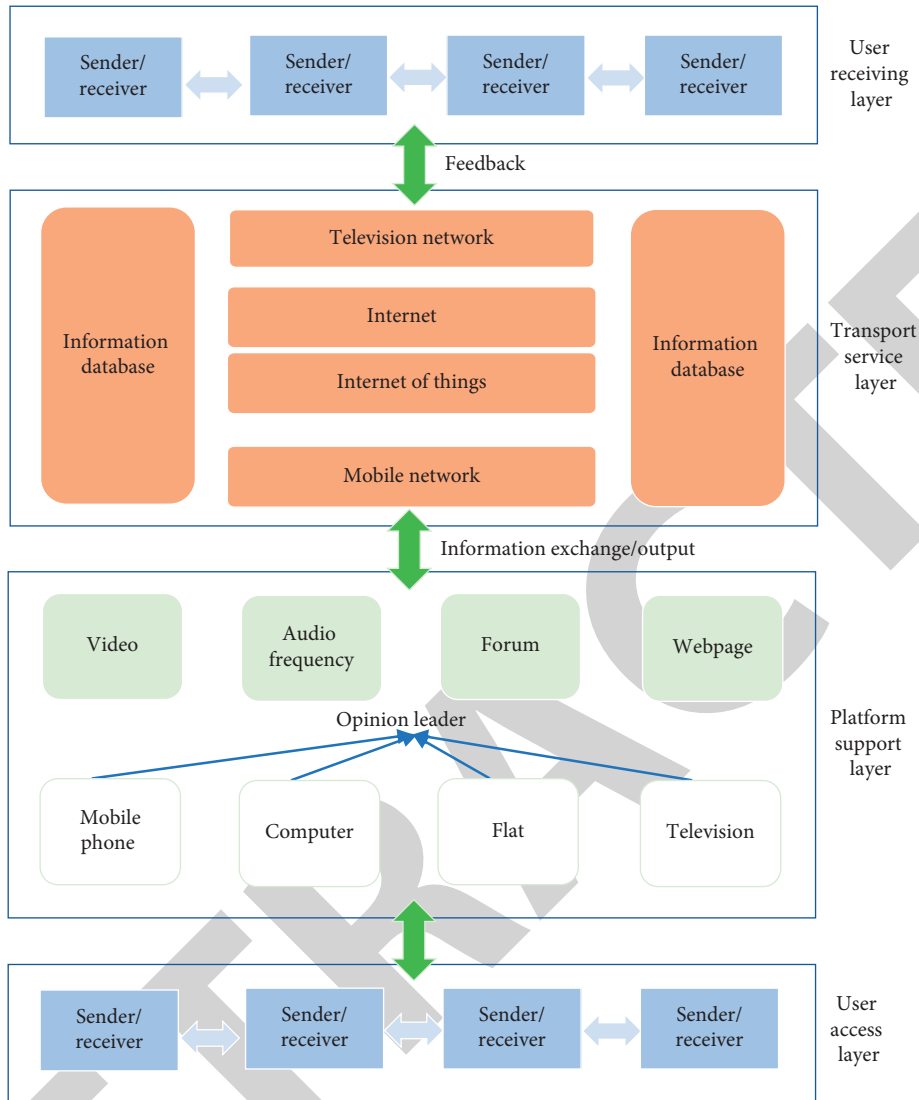 Sender/
receiver
Sender/
receiver
Sender/
receiver
Sender/
receiver
User
receiving
layer
Feedback
Information
database
Television network
Internet
Internet of things
Mobile network
Information
database
Transport
service
layer
Information exchange/output
Video
Audio
frequency
Forum
Webpage
Opinion leader
Mobile
phone
Computer
Flat
Television
Platform
support
layer
Sender/
receiver
Sender/
receiver
Sender/
receiver
Sender/
receiver
User
access
layer